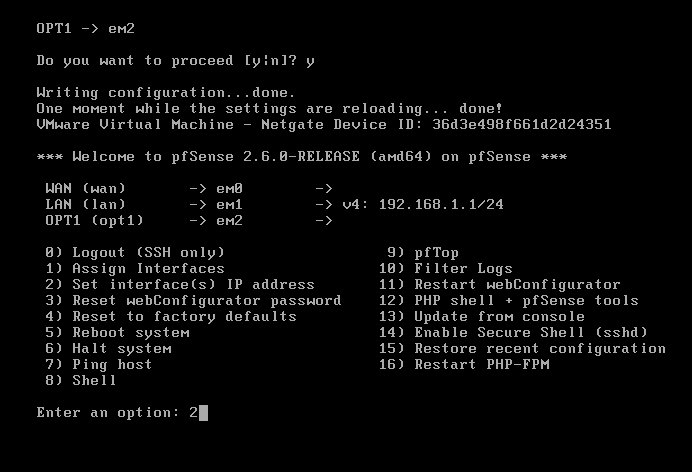 OPT1 -> em2
Do you want to proceed [y|n]? y
Writing configuration...done.
One moment while the settings are reloading... done!
VMware Virtual Machine - Netgate Device ID: 36d3e498f661d2d24351
*** Welcome to pfSense 2.6.0-RELEASE (amd64) on pfSense ***
WAN (wan) -> em0 ->
LAN (lan) -> em1 -> v4: 192.168.1.1/24
OPT1 (opt1) -> em2 ->
0) Logout (SSH only) 9) pfTop
1) Assign Interfaces 10) Filter Logs
2) Set interface(s) IP address 11) Restart webConfigurator
3) Reset webConfigurator password 12) PHP shell + pfSense tools
4) Reset to factory defaults 13) Update from console
5) Reboot system 14) Enable Secure Shell (sshd)
6) Halt system 15) Restore recent configuration
7) Ping host 16) Restart PHP-FPM
8) Shell
Enter an option: 2